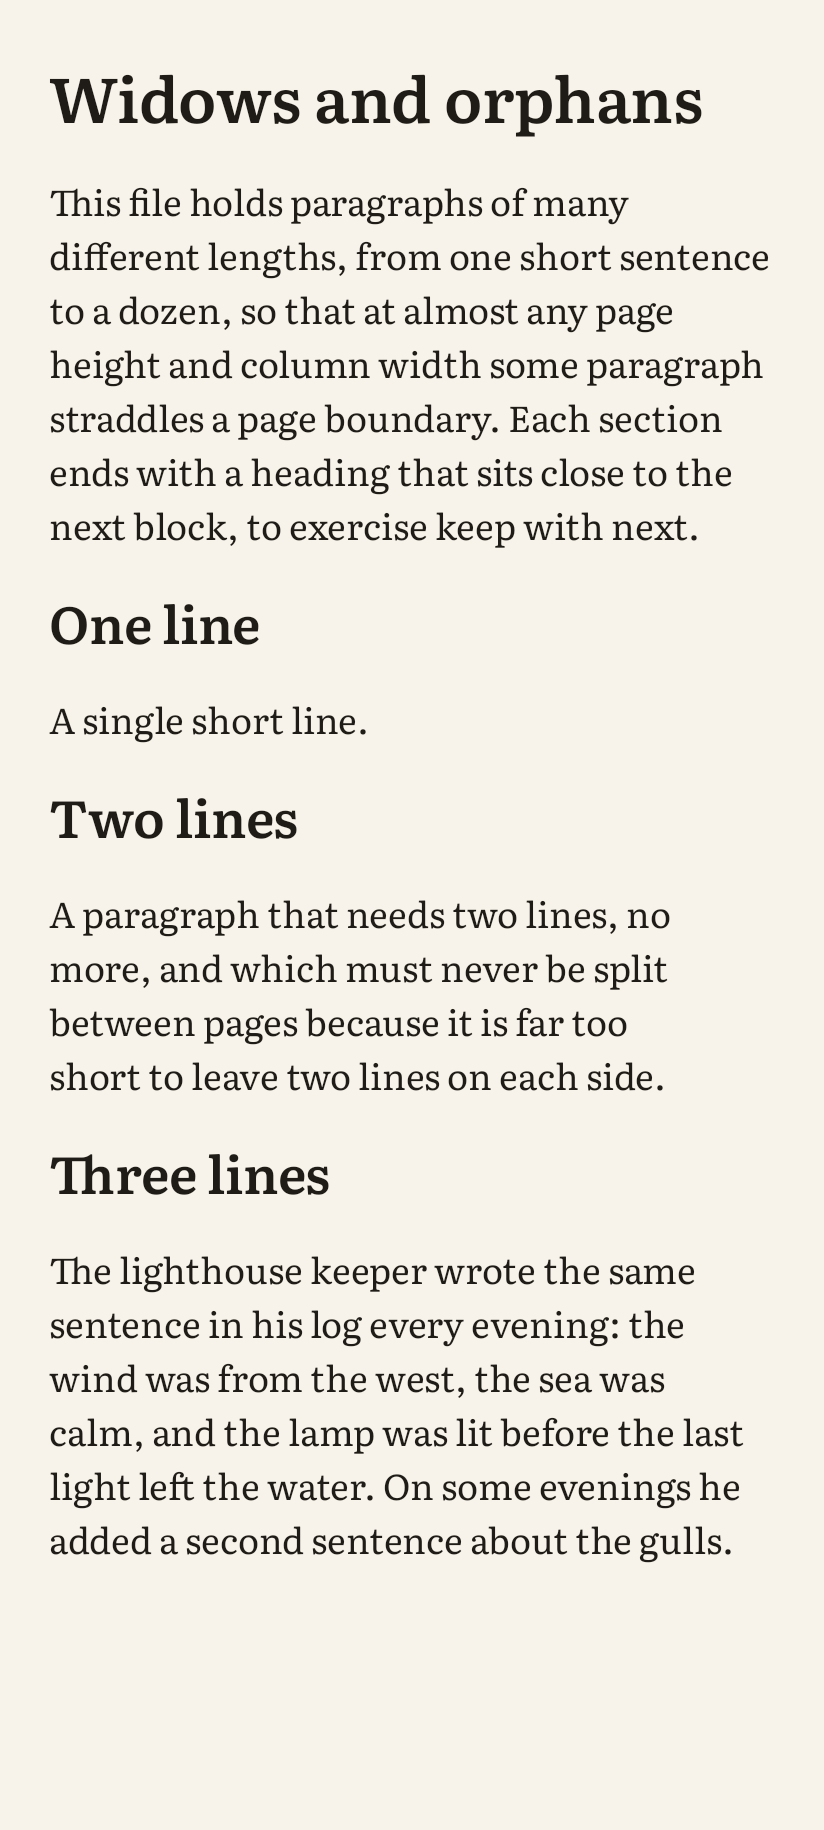 Widows and orphans
This file holds paragraphs of many
different lengths, from one short sentence
to a dozen, so that at almost any page
height and column width some paragraph
straddles a page boundary. Each section
ends with a heading that sits close to the
next block, to exercise keep with next.
One line
A single short line.
Two lines
A paragraph that needs two lines, no
more, and which must never be split
between pages because it is far too
short to leave two lines on each side.
Three lines
The lighthouse keeper wrote the same
sentence in his log every evening: the
wind was from the west, the sea was
calm, and the lamp was lit before the last
light left the water. On some evenings he
added a second sentence about the gulls.